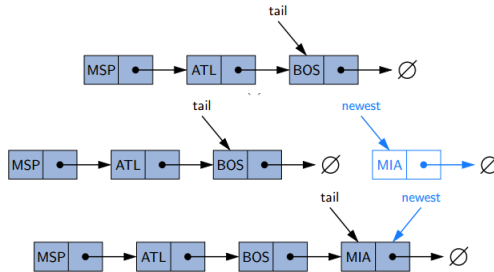 tail
MSP ATL BOS ∅
tail newest
MSP ATL BOS ∅ MIA ∅
tail newest
MSP ATL BOS MIA ∅